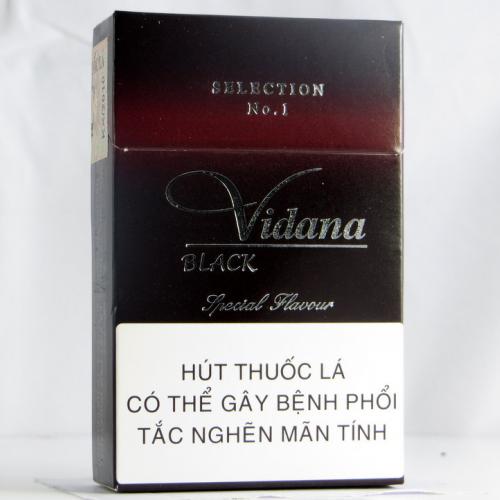 SELECTION
No.1
Vidana
BLACK
Special Flavour
HÚT THUỐC LÁ
CÓ THỂ GÂY BỆNH PHỔI
TẮC NGHẼN MÃN TÍNH